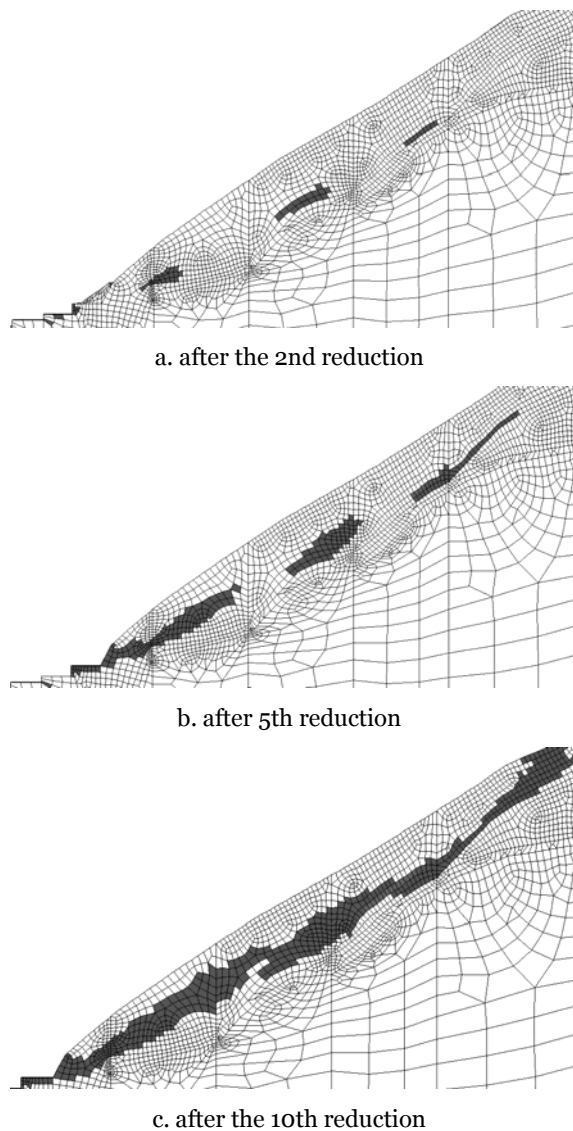 a. after the 2nd reduction
b. after 5th reduction
c. after the 10th reduction